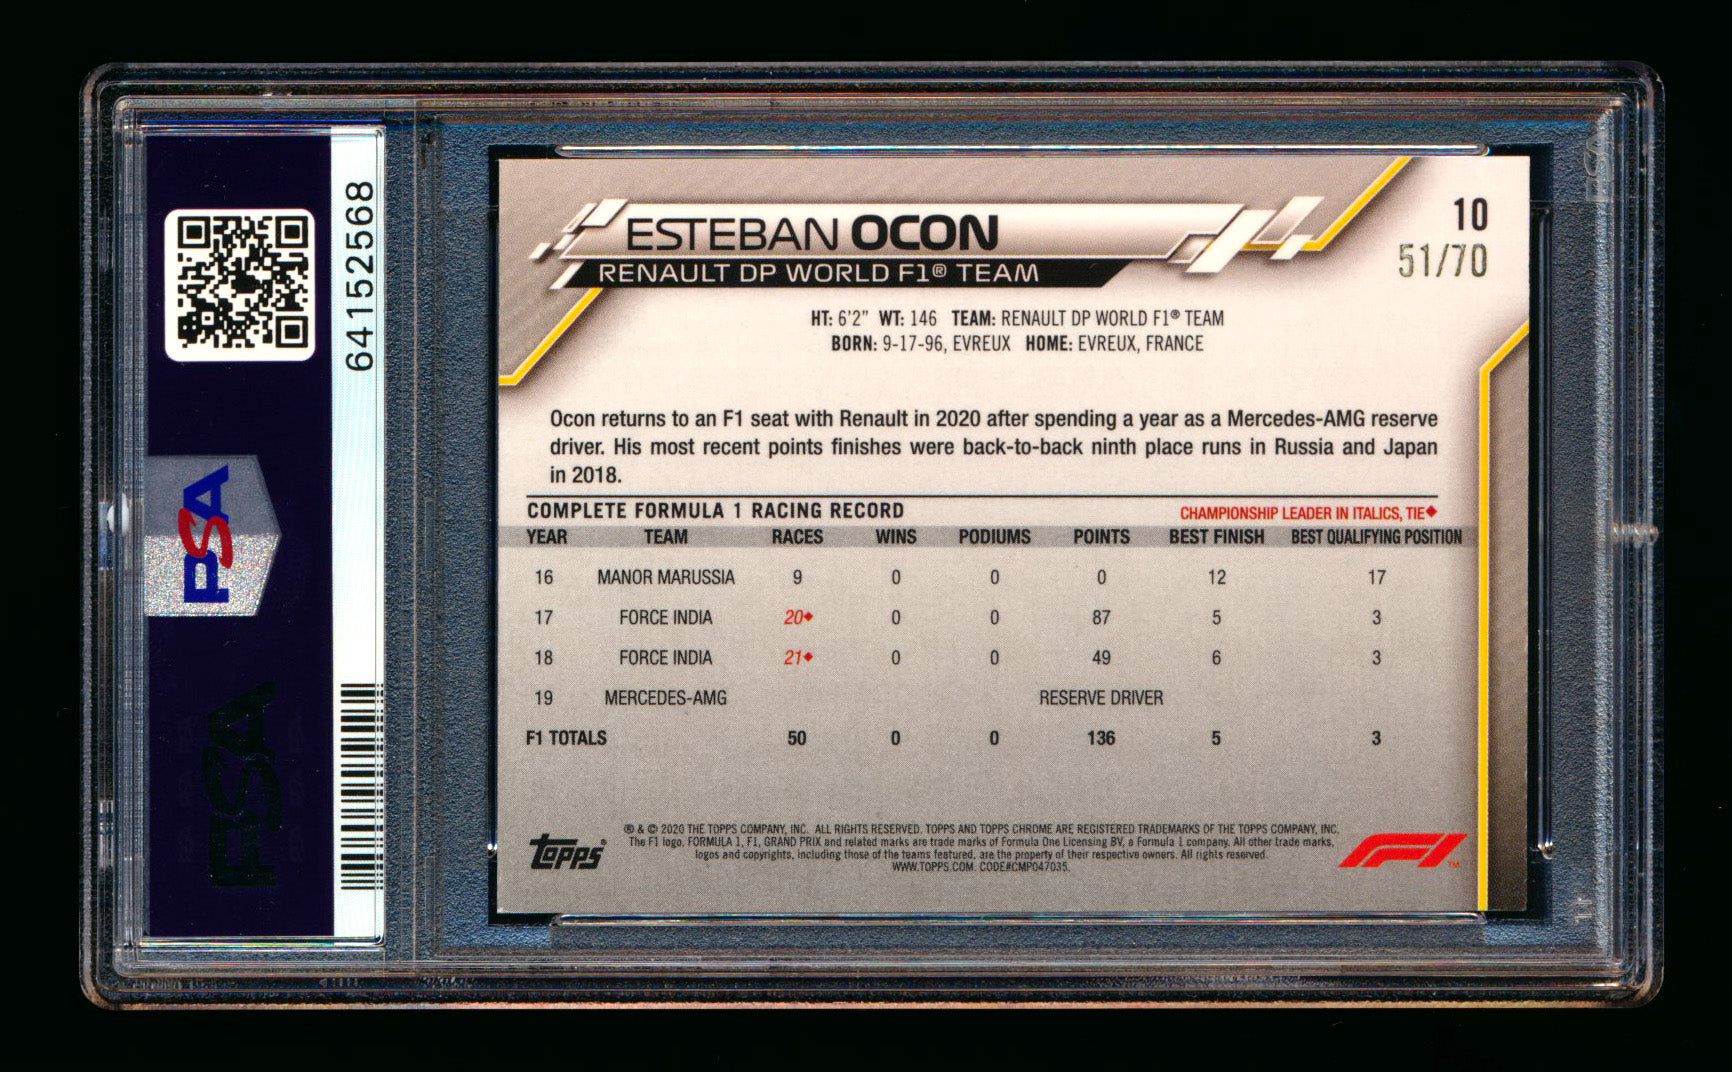 64152568
PSA
PSA
ESTEBAN OCON
RENAULT DP WORLD F1® TEAM
10
51/70
HT: 6'2" WT: 146 TEAM: RENAULT DP WORLD F1® TEAM
BORN: 9-17-96, EVREUX HOME: EVREUX, FRANCE
Ocon returns to an F1 seat with Renault in 2020 after spending a year as a Mercedes-AMG reserve
driver. His most recent points finishes were back-to-back ninth place runs in Russia and Japan
in 2018.
COMPLETE FORMULA 1 RACING RECORD CHAMPIONSHIP LEADER IN ITALICS, TIE◆
YEAR TEAM RACES WINS PODIUMS POINTS BEST FINISH BEST QUALIFYING POSITION
16 MANOR MARUSSIA 9 0 0 0 12 17
17 FORCE INDIA 20◆ 0 0 87 5 3
18 FORCE INDIA 21◆ 0 0 49 6 3
19 MERCEDES-AMG RESERVE DRIVER
F1 TOTALS 50 0 0 136 5 3
Topps®
® & © 2020 THE TOPPS COMPANY, INC. ALL RIGHTS RESERVED. TOPPS AND TOPPS CHROME ARE REGISTERED TRADEMARKS OF THE TOPPS COMPANY, INC.
The F1 logo, FORMULA 1, F1, GRAND PRIX and related marks are trade marks of Formula One Licensing BV, a Formula 1 company. All other trade marks,
logos and copyrights, including those of the teams featured, are the property of their respective owners. All rights reserved.
WWW.TOPPS.COM. CODE#CMP047035.
F1™